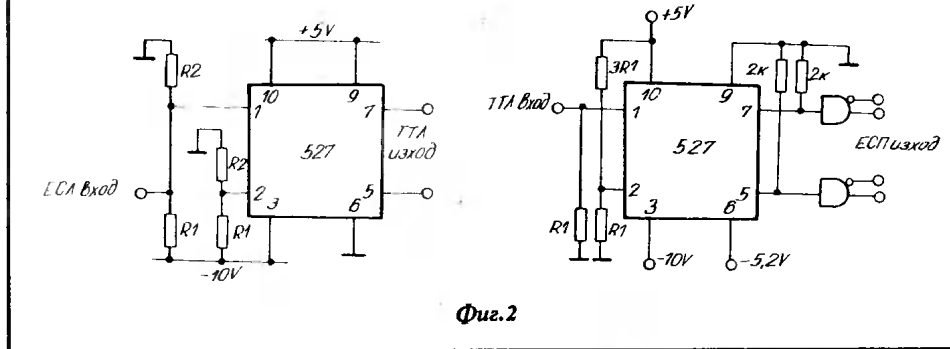 +5V
R2
10
9
1
7
ТТЛ
изход
R2
527
ЕСЛ вход
2
5
R1
R1
3
6
-10V
+5V
3R1
2к
2к
10
9
ТТЛ вход
1
7
527
ЕСП изход
2
5
R1
R1
3
6
-10V
-5,2V
Фиг.2